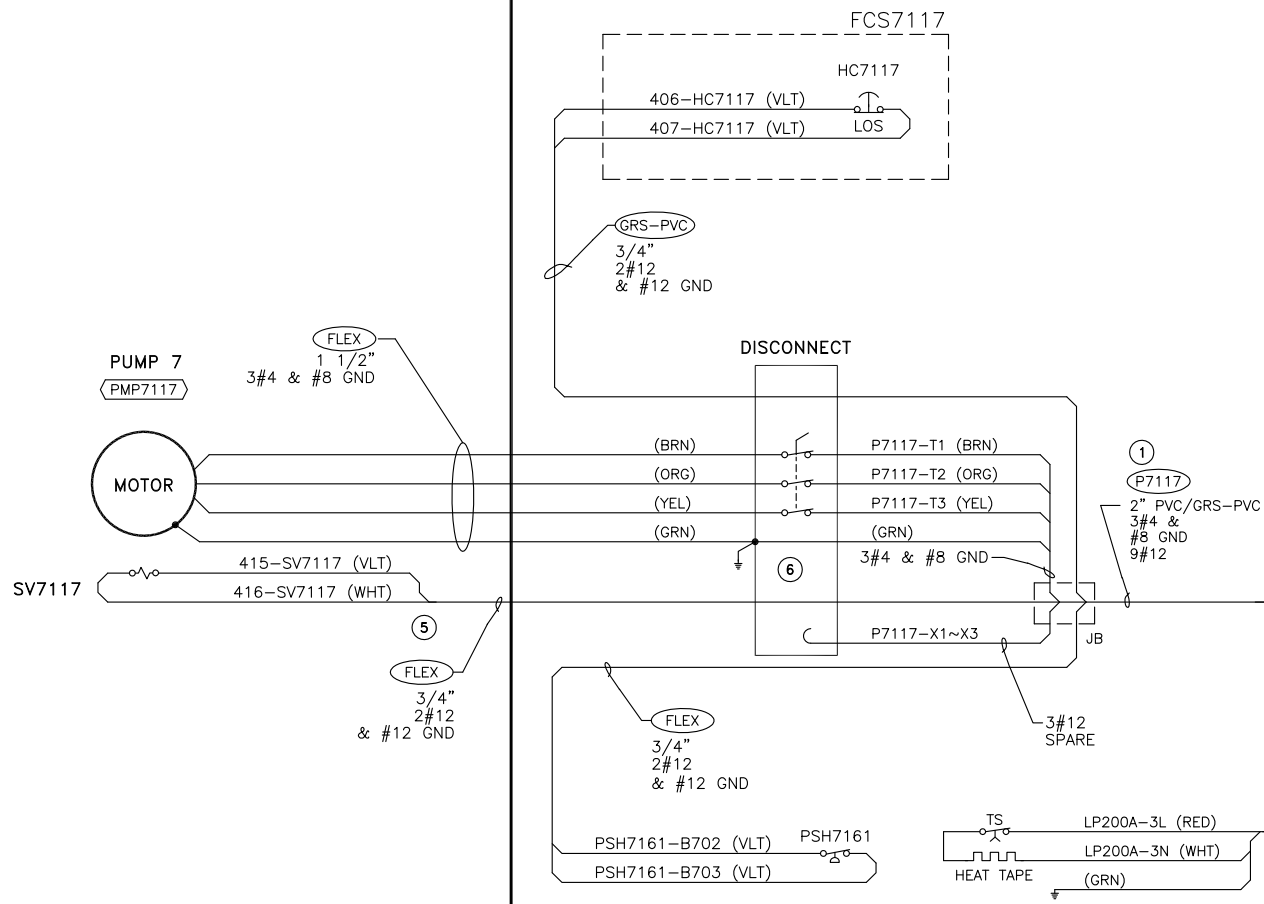 FCS7117
HC7117
406-HC7117 (VLT)
407-HC7117 (VLT)
LOS
GRS-PVC
3/4"
2#12
& #12 GND
FLEX
1 1/2"
3#4 & #8 GND
PUMP 7
PMP7117
MOTOR
DISCONNECT
(BRN)
P7117-T1 (BRN)
(ORG)
P7117-T2 (ORG)
(YEL)
P7117-T3 (YEL)
(GRN)
(GRN)
3#4 & #8 GND
1
P7117
2" PVC/GRS-PVC
3#4 &
#8 GND
9#12
415-SV7117 (VLT)
SV7117
416-SV7117 (WHT)
5
6
P7117-X1~X3
JB
FLEX
3/4"
2#12
& #12 GND
FLEX
3/4"
2#12
& #12 GND
3#12
SPARE
PSH7161-B702 (VLT)
PSH7161
PSH7161-B703 (VLT)
TS
LP200A-3L (RED)
LP200A-3N (WHT)
HEAT TAPE
(GRN)